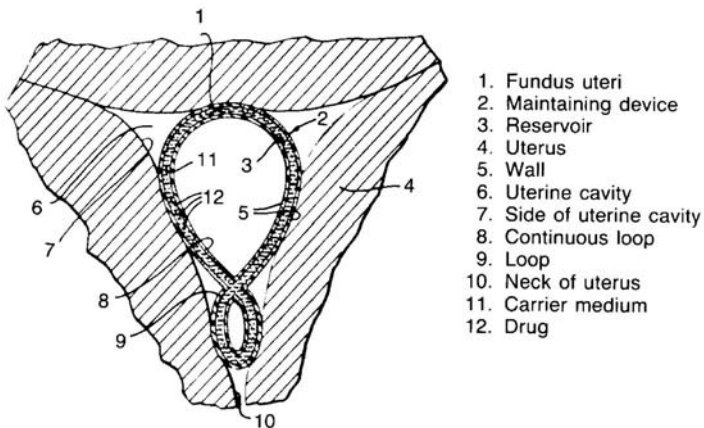 1
2
3
4
11
12
5
6
7
8
9
10
1. Fundus uteri
2. Maintaining device
3. Reservoir
4. Uterus
5. Wall
6. Uterine cavity
7. Side of uterine cavity
8. Continuous loop
9. Loop
10. Neck of uterus
11. Carrier medium
12. Drug